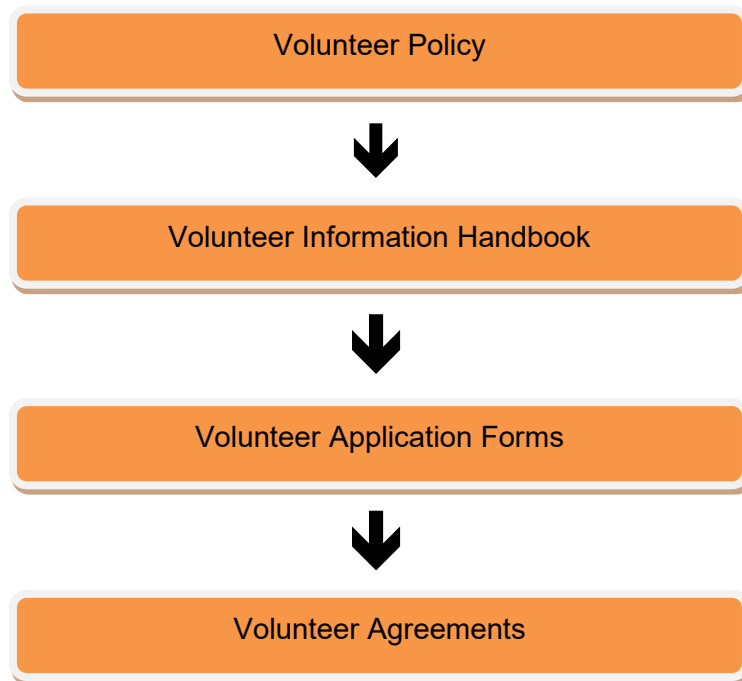 Volunteer Policy
Volunteer Information Handbook
Volunteer Application Forms
Volunteer Agreements